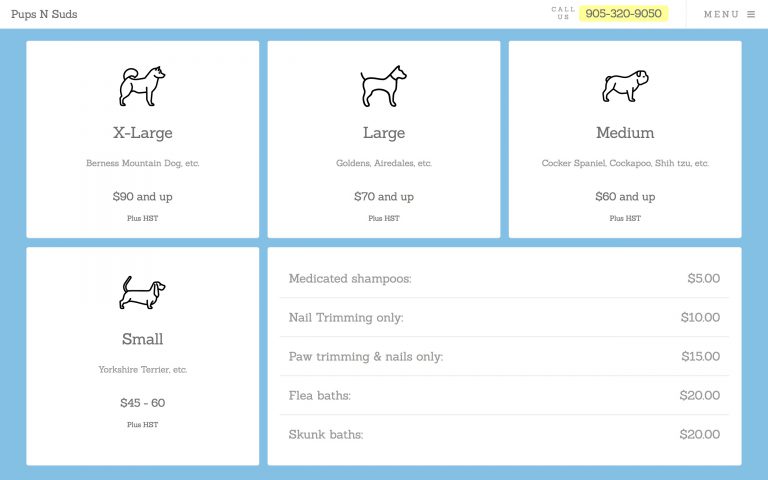 Pups N Suds
CALL
US
905-320-9050
MENU
X-Large
Berness Mountain Dog, etc.
$90 and up
Plus HST
Large
Goldens, Airedales, etc.
$70 and up
Plus HST
Medium
Cocker Spaniel, Cockapoo, Shih tzu, etc.
$60 and up
Plus HST
Small
Yorkshire Terrier, etc.
$45 - 60
Plus HST
Medicated shampoos: $5.00
Nail Trimming only: $10.00
Paw trimming & nails only: $15.00
Flea baths: $20.00
Skunk baths: $20.00